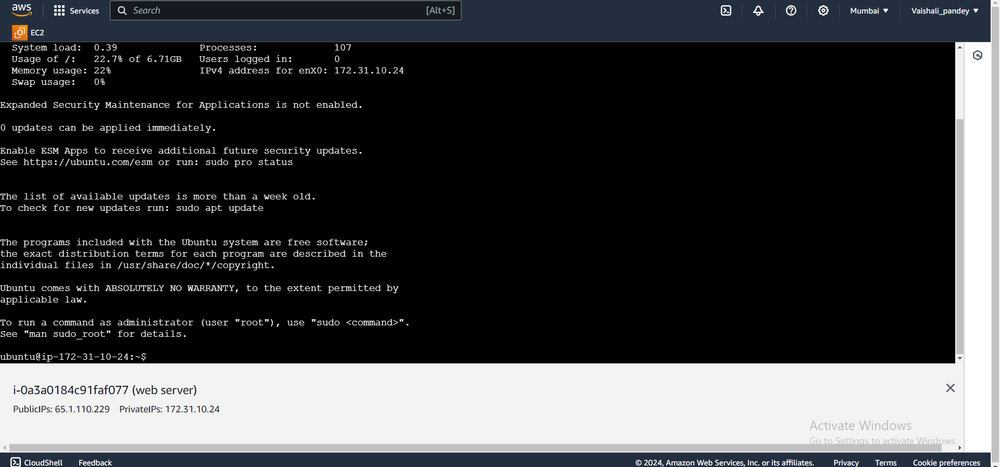 aws Services Search [Alt+S] Mumbai ▼ Vaishali_pandey ▼
EC2
System load: 0.39 Processes: 107
Usage of /: 22.7% of 6.71GB Users logged in: 0
Memory usage: 22% IPv4 address for enX0: 172.31.10.24
Swap usage: 0%
Expanded Security Maintenance for Applications is not enabled.
0 updates can be applied immediately.
Enable ESM Apps to receive additional future security updates.
See https://ubuntu.com/esm or run: sudo pro status
The list of available updates is more than a week old.
To check for new updates run: sudo apt update
The programs included with the Ubuntu system are free software;
the exact distribution terms for each program are described in the
individual files in /usr/share/doc/*/copyright.
Ubuntu comes with ABSOLUTELY NO WARRANTY, to the extent permitted by
applicable law.
To run a command as administrator (user "root"), use "sudo <command>".
See "man sudo_root" for details.
ubuntu@ip-172-31-10-24:~$
i-0a3a0184c91faf077 (web server)
PublicIPs: 65.1.110.229 PrivateIPs: 172.31.10.24
Activate Windows
Go to Settings to activate Windows.
CloudShell Feedback © 2024, Amazon Web Services, Inc. or its affiliates. Privacy Terms Cookie preferences